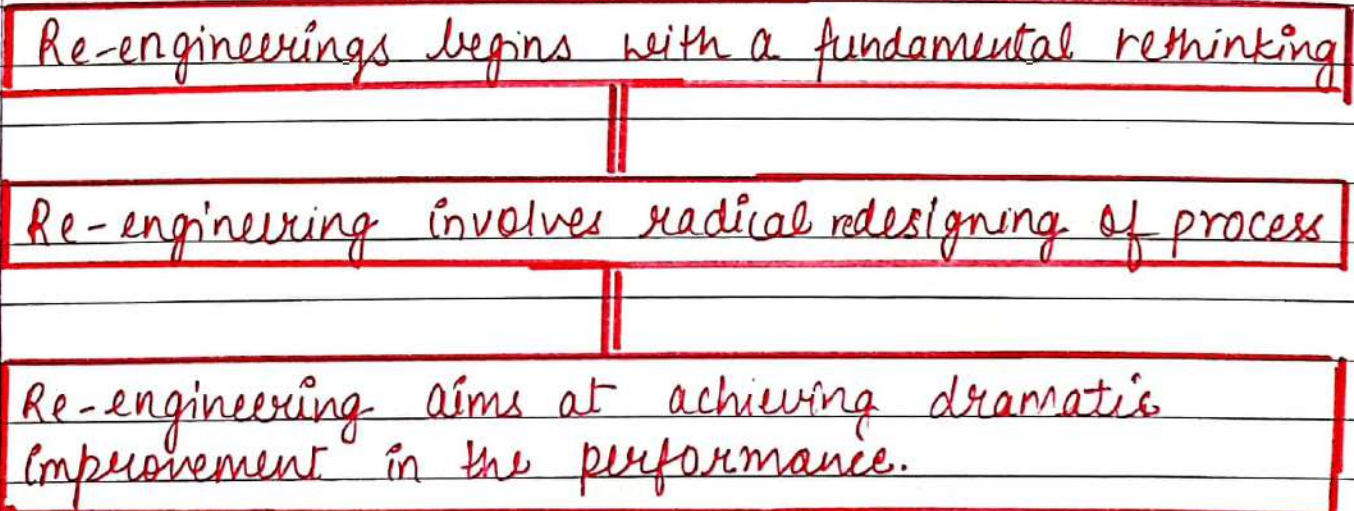 Re-engineerings begins with a fundamental rethinking
Re-engineering involves radical redesigning of process
Re-engineering aims at achieving dramatic
improvement in the performance.